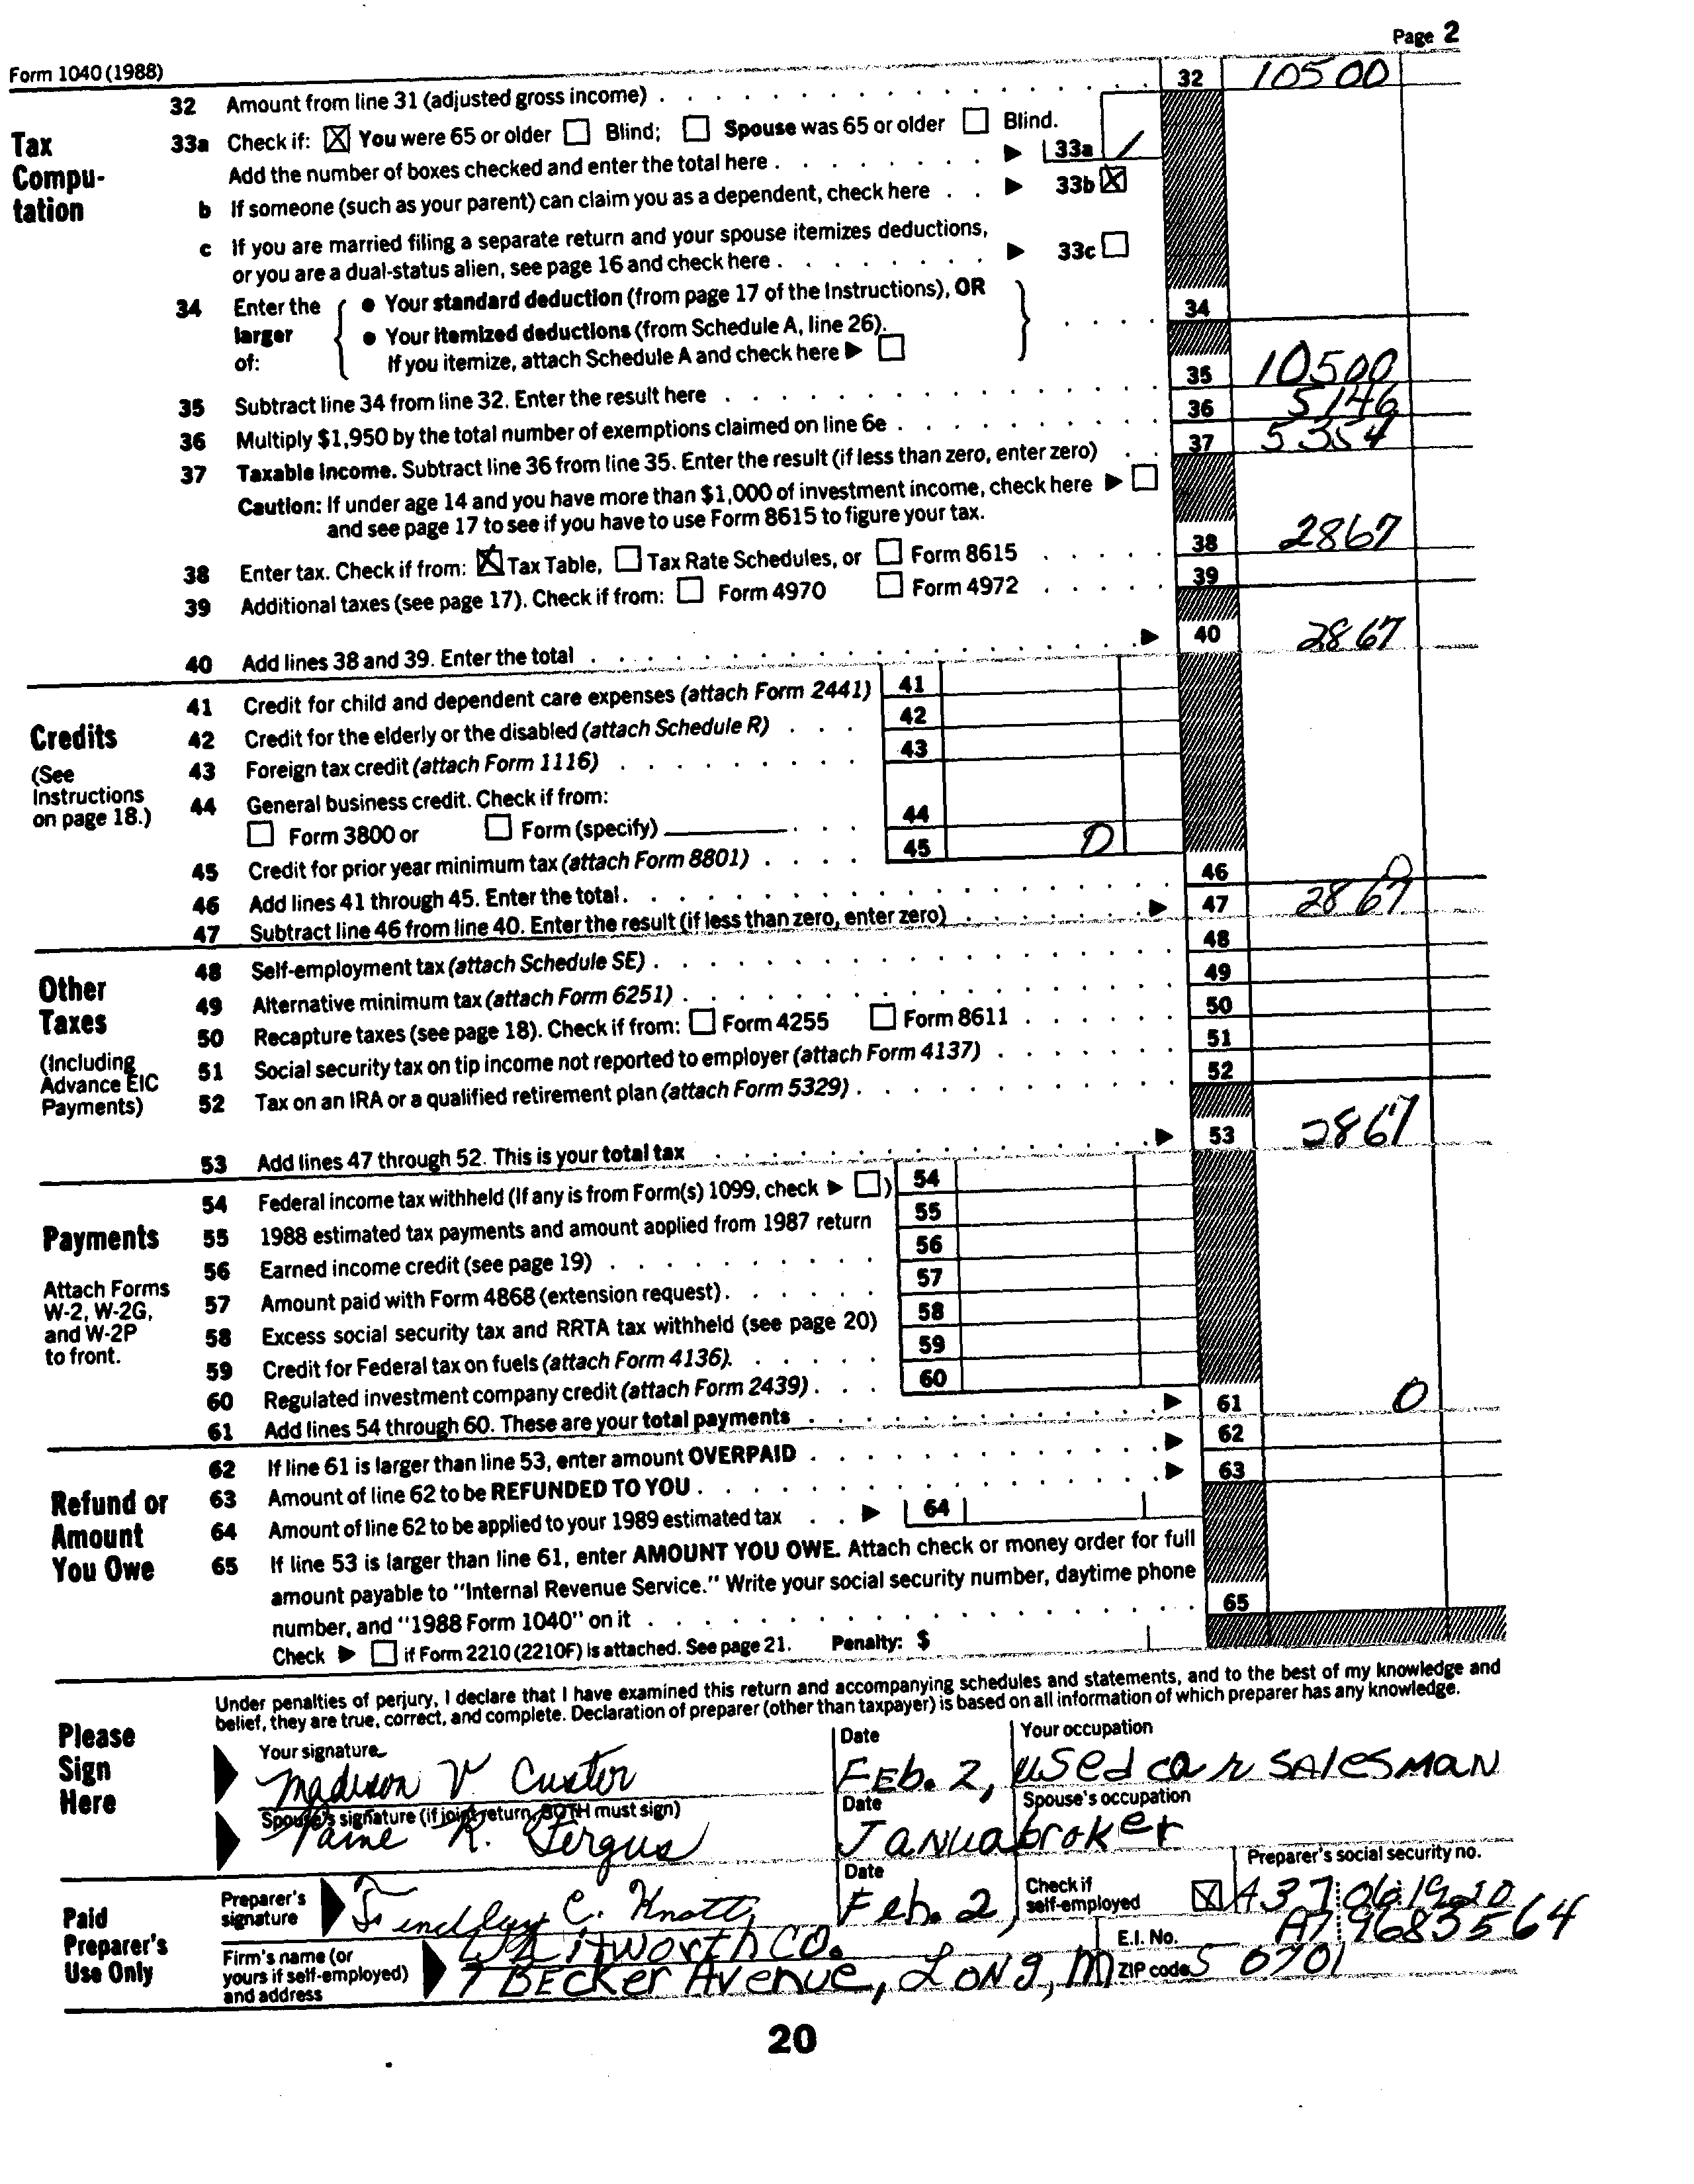 Page 2
Form 1040 (1988)
Tax Compu-tation
32 Amount from line 31 (adjusted gross income) . . . 32 10500
33a Check if: ☒ You were 65 or older ☐ Blind; ☐ Spouse was 65 or older ☐ Blind.
Add the number of boxes checked and enter the total here . . . ▶ 33a 1
b If someone (such as your parent) can claim you as a dependent, check here . . ▶ 33b ☒
c If you are married filing a separate return and your spouse itemizes deductions,
or you are a dual-status alien, see page 16 and check here . . . ▶ 33c ☐
34 Enter the larger of: { ● Your standard deduction (from page 17 of the Instructions), OR
● Your itemized deductions (from Schedule A, line 26).
If you itemize, attach Schedule A and check here ▶ ☐ } . . . . 34
35 Subtract line 34 from line 32. Enter the result here . . . 35 10500
36 Multiply $1,950 by the total number of exemptions claimed on line 6e . . . 36 5146
37 Taxable income. Subtract line 36 from line 35. Enter the result (if less than zero, enter zero) . . 37 5354
Caution: If under age 14 and you have more than $1,000 of investment income, check here ▶ ☐
and see page 17 to see if you have to use Form 8615 to figure your tax.
38 Enter tax. Check if from: ☒ Tax Table, ☐ Tax Rate Schedules, or ☐ Form 8615 . . . . 38 2867
39 Additional taxes (see page 17). Check if from: ☐ Form 4970 ☐ Form 4972 . . . . 39
40 Add lines 38 and 39. Enter the total . . . ▶ 40 2867
Credits
(See Instructions on page 18.)
41 Credit for child and dependent care expenses (attach Form 2441) 41
42 Credit for the elderly or the disabled (attach Schedule R) . . . 42
43 Foreign tax credit (attach Form 1116) . . . 43
44 General business credit. Check if from:
☐ Form 3800 or ☐ Form (specify) . . . 44
45 Credit for prior year minimum tax (attach Form 8801) . . . . 45 0
46 Add lines 41 through 45. Enter the total . . . 46 0
47 Subtract line 46 from line 40. Enter the result (if less than zero, enter zero) . . . ▶ 47 2867
Other Taxes
(Including Advance EIC Payments)
48 Self-employment tax (attach Schedule SE) . . . 48
49 Alternative minimum tax (attach Form 6251) . . . 49
50 Recapture taxes (see page 18). Check if from: ☐ Form 4255 ☐ Form 8611 . . . 50
51 Social security tax on tip income not reported to employer (attach Form 4137) . . . 51
52 Tax on an IRA or a qualified retirement plan (attach Form 5329) . . . 52
53 Add lines 47 through 52. This is your total tax . . . ▶ 53 2867
Payments
Attach Forms W-2, W-2G, and W-2P to front.
54 Federal income tax withheld (If any is from Form(s) 1099, check ▶ ☐) 54
55 1988 estimated tax payments and amount applied from 1987 return 55
56 Earned income credit (see page 19) . . . 56
57 Amount paid with Form 4868 (extension request) . . . 57
58 Excess social security tax and RRTA tax withheld (see page 20) 58
59 Credit for Federal tax on fuels (attach Form 4136). . . . 59
60 Regulated investment company credit (attach Form 2439) . . . 60
61 Add lines 54 through 60. These are your total payments . . . ▶ 61 0
Refund or Amount You Owe
62 If line 61 is larger than line 53, enter amount OVERPAID . . . ▶ 62
63 Amount of line 62 to be REFUNDED TO YOU . . . ▶ 63
64 Amount of line 62 to be applied to your 1989 estimated tax . . ▶ 64
65 If line 53 is larger than line 61, enter AMOUNT YOU OWE. Attach check or money order for full
amount payable to "Internal Revenue Service." Write your social security number, daytime phone
number, and "1988 Form 1040" on it . . . 65
Check ▶ ☐ if Form 2210 (2210F) is attached. See page 21. Penalty: $
Please Sign Here
Under penalties of perjury, I declare that I have examined this return and accompanying schedules and statements, and to the best of my knowledge and
belief, they are true, correct, and complete. Declaration of preparer (other than taxpayer) is based on all information of which preparer has any knowledge.
Your signature Date Your occupation
Madison V. Custer FEb. 2, used car SAlESMAN
Spouse's signature (if joint return, BOTH must sign) Date Spouse's occupation
Paine R. Fergus Janua broker
Paid Preparer's Use Only
Preparer's signature Date Check if self-employed ☒ Preparer's social security no.
C. Knott Feb. 2, A37 06 1920
Firm's name (or yours if self-employed) and address
Whitworth CO. E.I. No. A7 9683564
7 BECKER AVENUE, LONG, M ZIP code S 0701
20